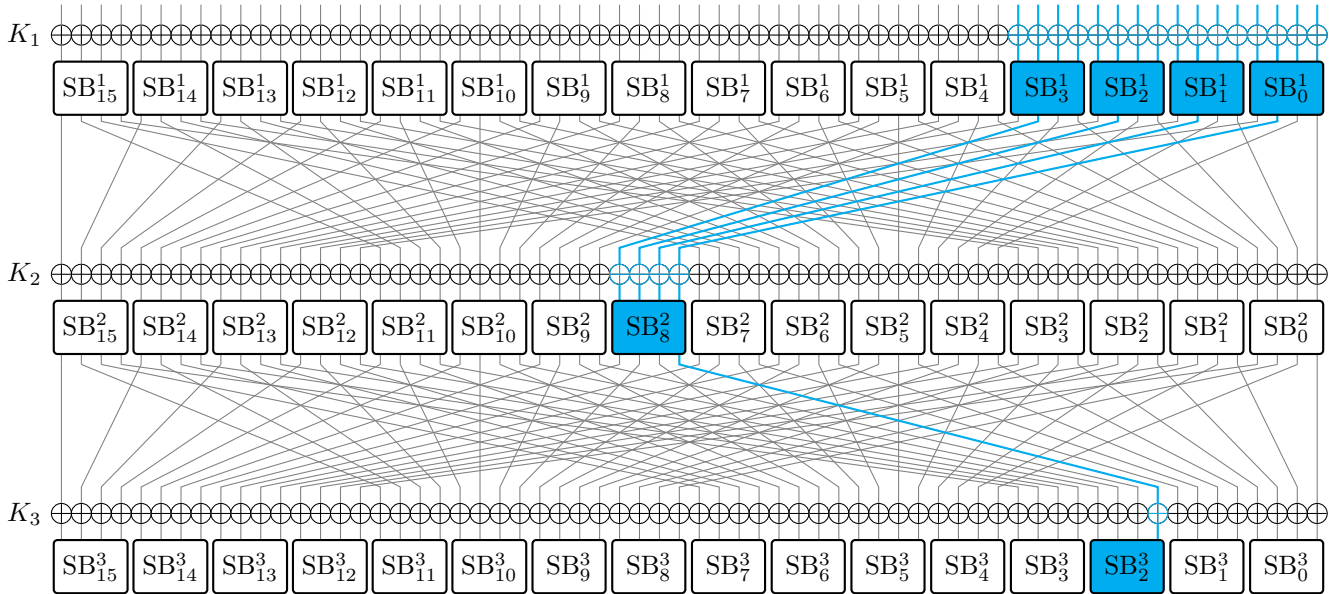 K₁
SB¹₁₅ SB¹₁₄ SB¹₁₃ SB¹₁₂ SB¹₁₁ SB¹₁₀ SB¹₉ SB¹₈ SB¹₇ SB¹₆ SB¹₅ SB¹₄ SB¹₃ SB¹₂ SB¹₁ SB¹₀
K₂
SB²₁₅ SB²₁₄ SB²₁₃ SB²₁₂ SB²₁₁ SB²₁₀ SB²₉ SB²₈ SB²₇ SB²₆ SB²₅ SB²₄ SB²₃ SB²₂ SB²₁ SB²₀
K₃
SB³₁₅ SB³₁₄ SB³₁₃ SB³₁₂ SB³₁₁ SB³₁₀ SB³₉ SB³₈ SB³₇ SB³₆ SB³₅ SB³₄ SB³₃ SB³₂ SB³₁ SB³₀